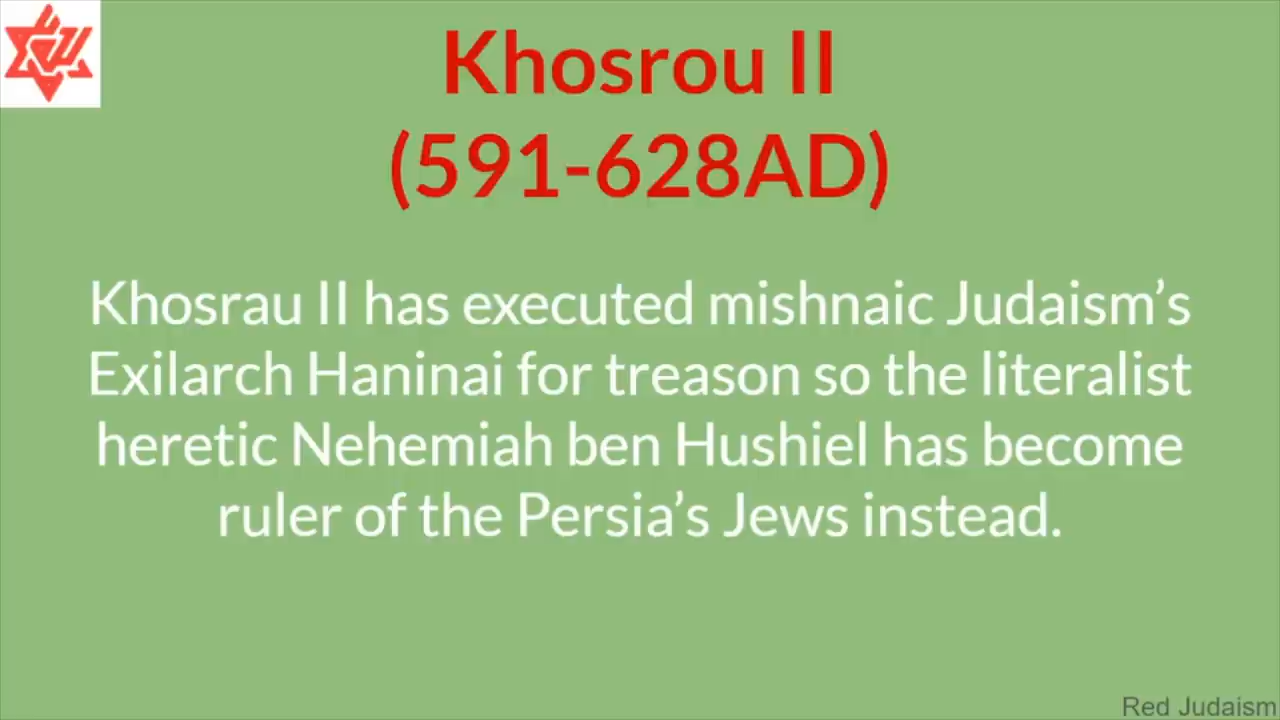 Khosrou II
(591-628AD)
Khosrau II has executed mishnaic Judaism’s
Exilarch Haninai for treason so the literalist
heretic Nehemiah ben Hushiel has become
ruler of the Persia’s Jews instead.
Red Judaism